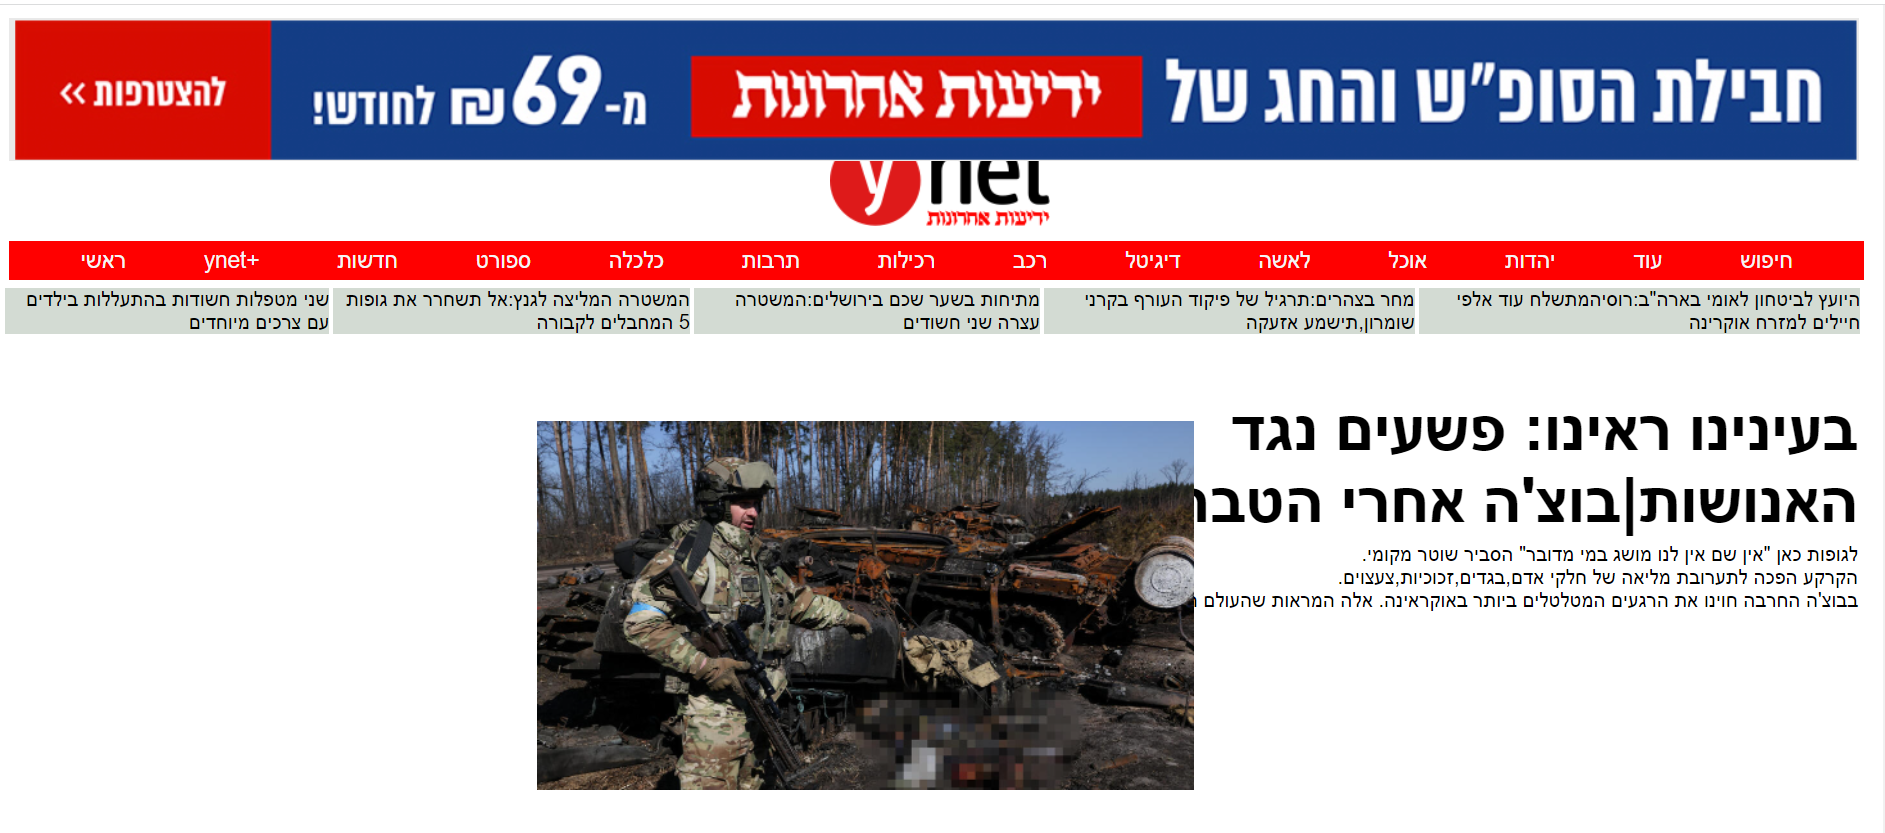 חבילת הסופ"ש והחג של ידיעות אחרונות מ-69₪ לחודש! להצטרפות >>
ynet
ידיעות אחרונות
חיפוש עוד יהדות אוכל לאשה דיגיטל רכב רכילות תרבות כלכלה ספורט חדשות ynet+ ראשי
היועץ לביטחון לאומי בארה"ב:רוסיהמתשלח עוד אלפי
חיילים למזרח אוקרינה
מחר בצהרים:תרגיל של פיקוד העורף בקרני
שומרון,תישמע אזעקה
מתיחות בשער שכם בירושלים:המשטרה
עצרה שני חשודים
המשטרה המליצה לגנץ:אל תשחרר את גופות
5 המחבלים לקבורה
שני מטפלות חשודות בהתעללות בילדים
עם צרכים מיוחדים
בעינינו ראינו: פשעים נגד
האנושות|בוצ'ה אחרי הטבח
לגופות כאן "אין שם אין לנו מושג במי מדובר" הסביר שוטר מקומי.
הקרקע הפכה לתערובת מליאה של חלקי אדם,בגדים,זכוכיות,צעצוים.
בבוצ'ה החרבה חוינו את הרגעים המטלטלים ביותר באוקראינה. אלה המראות שהעולם